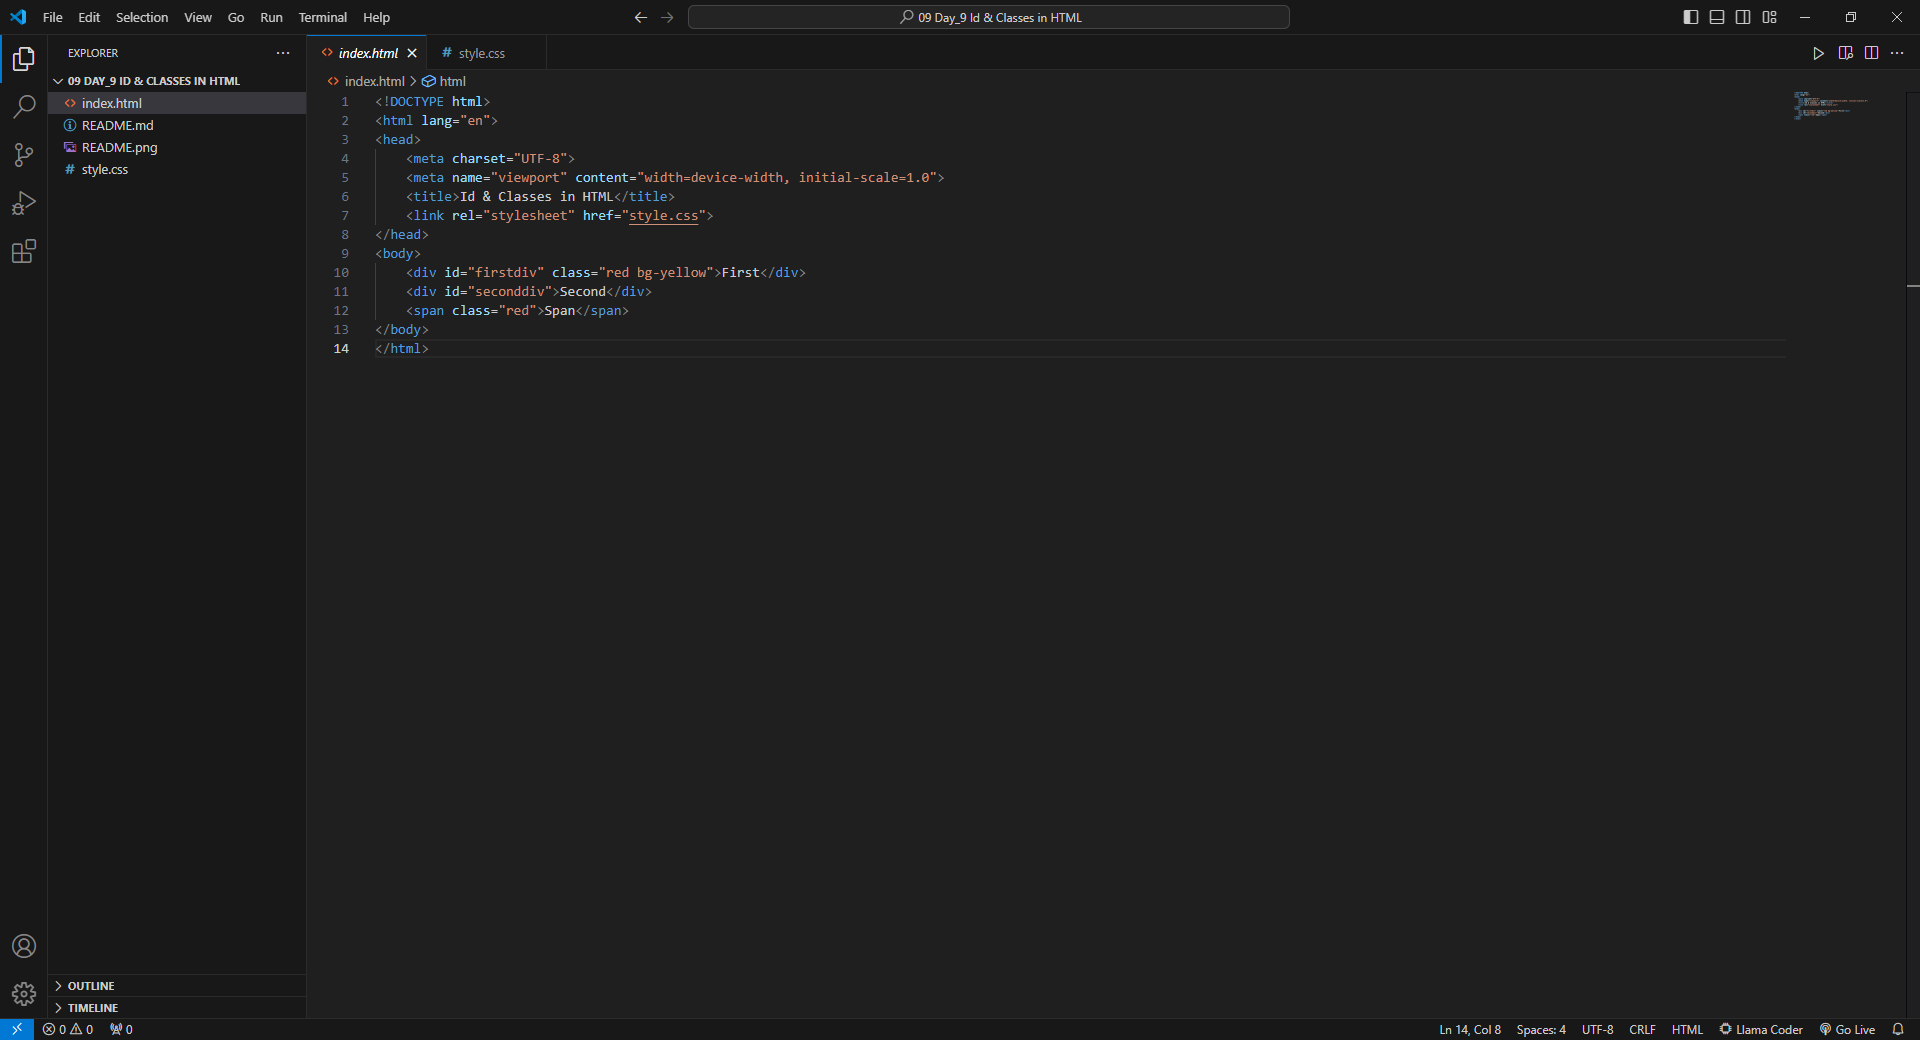 File Edit Selection View Go Run Terminal Help
09 Day_9 Id & Classes in HTML
EXPLORER
09 DAY_9 ID & CLASSES IN HTML
index.html
README.md
README.png
style.css
OUTLINE
TIMELINE
index.html
style.css
index.html > html
1 <!DOCTYPE html>
2 <html lang="en">
3 <head>
4     <meta charset="UTF-8">
5     <meta name="viewport" content="width=device-width, initial-scale=1.0">
6     <title>Id & Classes in HTML</title>
7     <link rel="stylesheet" href="style.css">
8 </head>
9 <body>
10     <div id="firstdiv" class="red bg-yellow">First</div>
11     <div id="seconddiv">Second</div>
12     <span class="red">Span</span>
13 </body>
14 </html>
0 0 0
Ln 14, Col 8 Spaces: 4 UTF-8 CRLF HTML Llama Coder Go Live